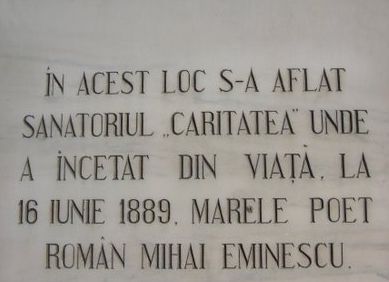 ÎN ACEST LOC S-A AFLAT
SANATORIUL „CARITATEA" UNDE
A ÎNCETAT DIN VIAȚĂ, LA
16 IUNIE 1889, MARELE POET
ROMÂN MIHAI EMINESCU.